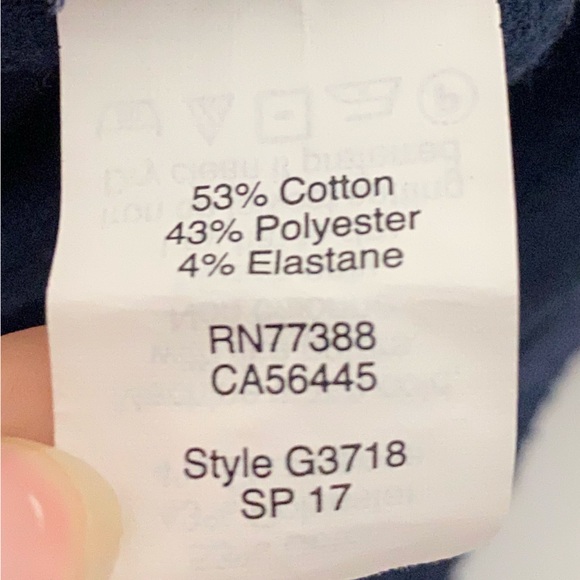 53% Cotton
43% Polyester
4% Elastane
RN77388
CA56445
Style G3718
SP 17